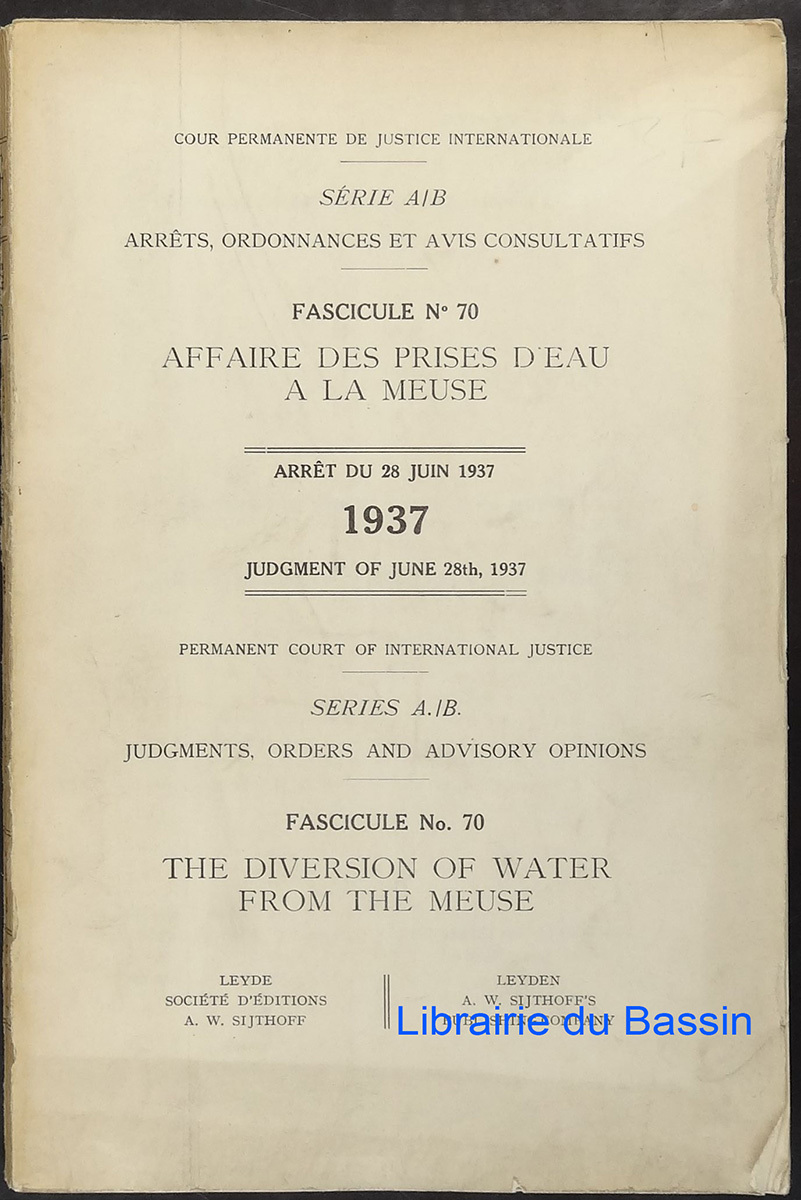 COUR PERMANENTE DE JUSTICE INTERNATIONALE
SÉRIE A/B
ARRÊTS, ORDONNANCES ET AVIS CONSULTATIFS
FASCICULE Nº 70
AFFAIRE DES PRISES D'EAU
A LA MEUSE
ARRÊT DU 28 JUIN 1937
1937
JUDGMENT OF JUNE 28th, 1937
PERMANENT COURT OF INTERNATIONAL JUSTICE
SERIES A./B.
JUDGMENTS, ORDERS AND ADVISORY OPINIONS
FASCICULE No. 70
THE DIVERSION OF WATER
FROM THE MEUSE
LEYDE
SOCIÉTÉ D'ÉDITIONS
A. W. SIJTHOFF
LEYDEN
A. W. SIJTHOFF'S
PUBLISHING COMPANY
Librairie du Bassin